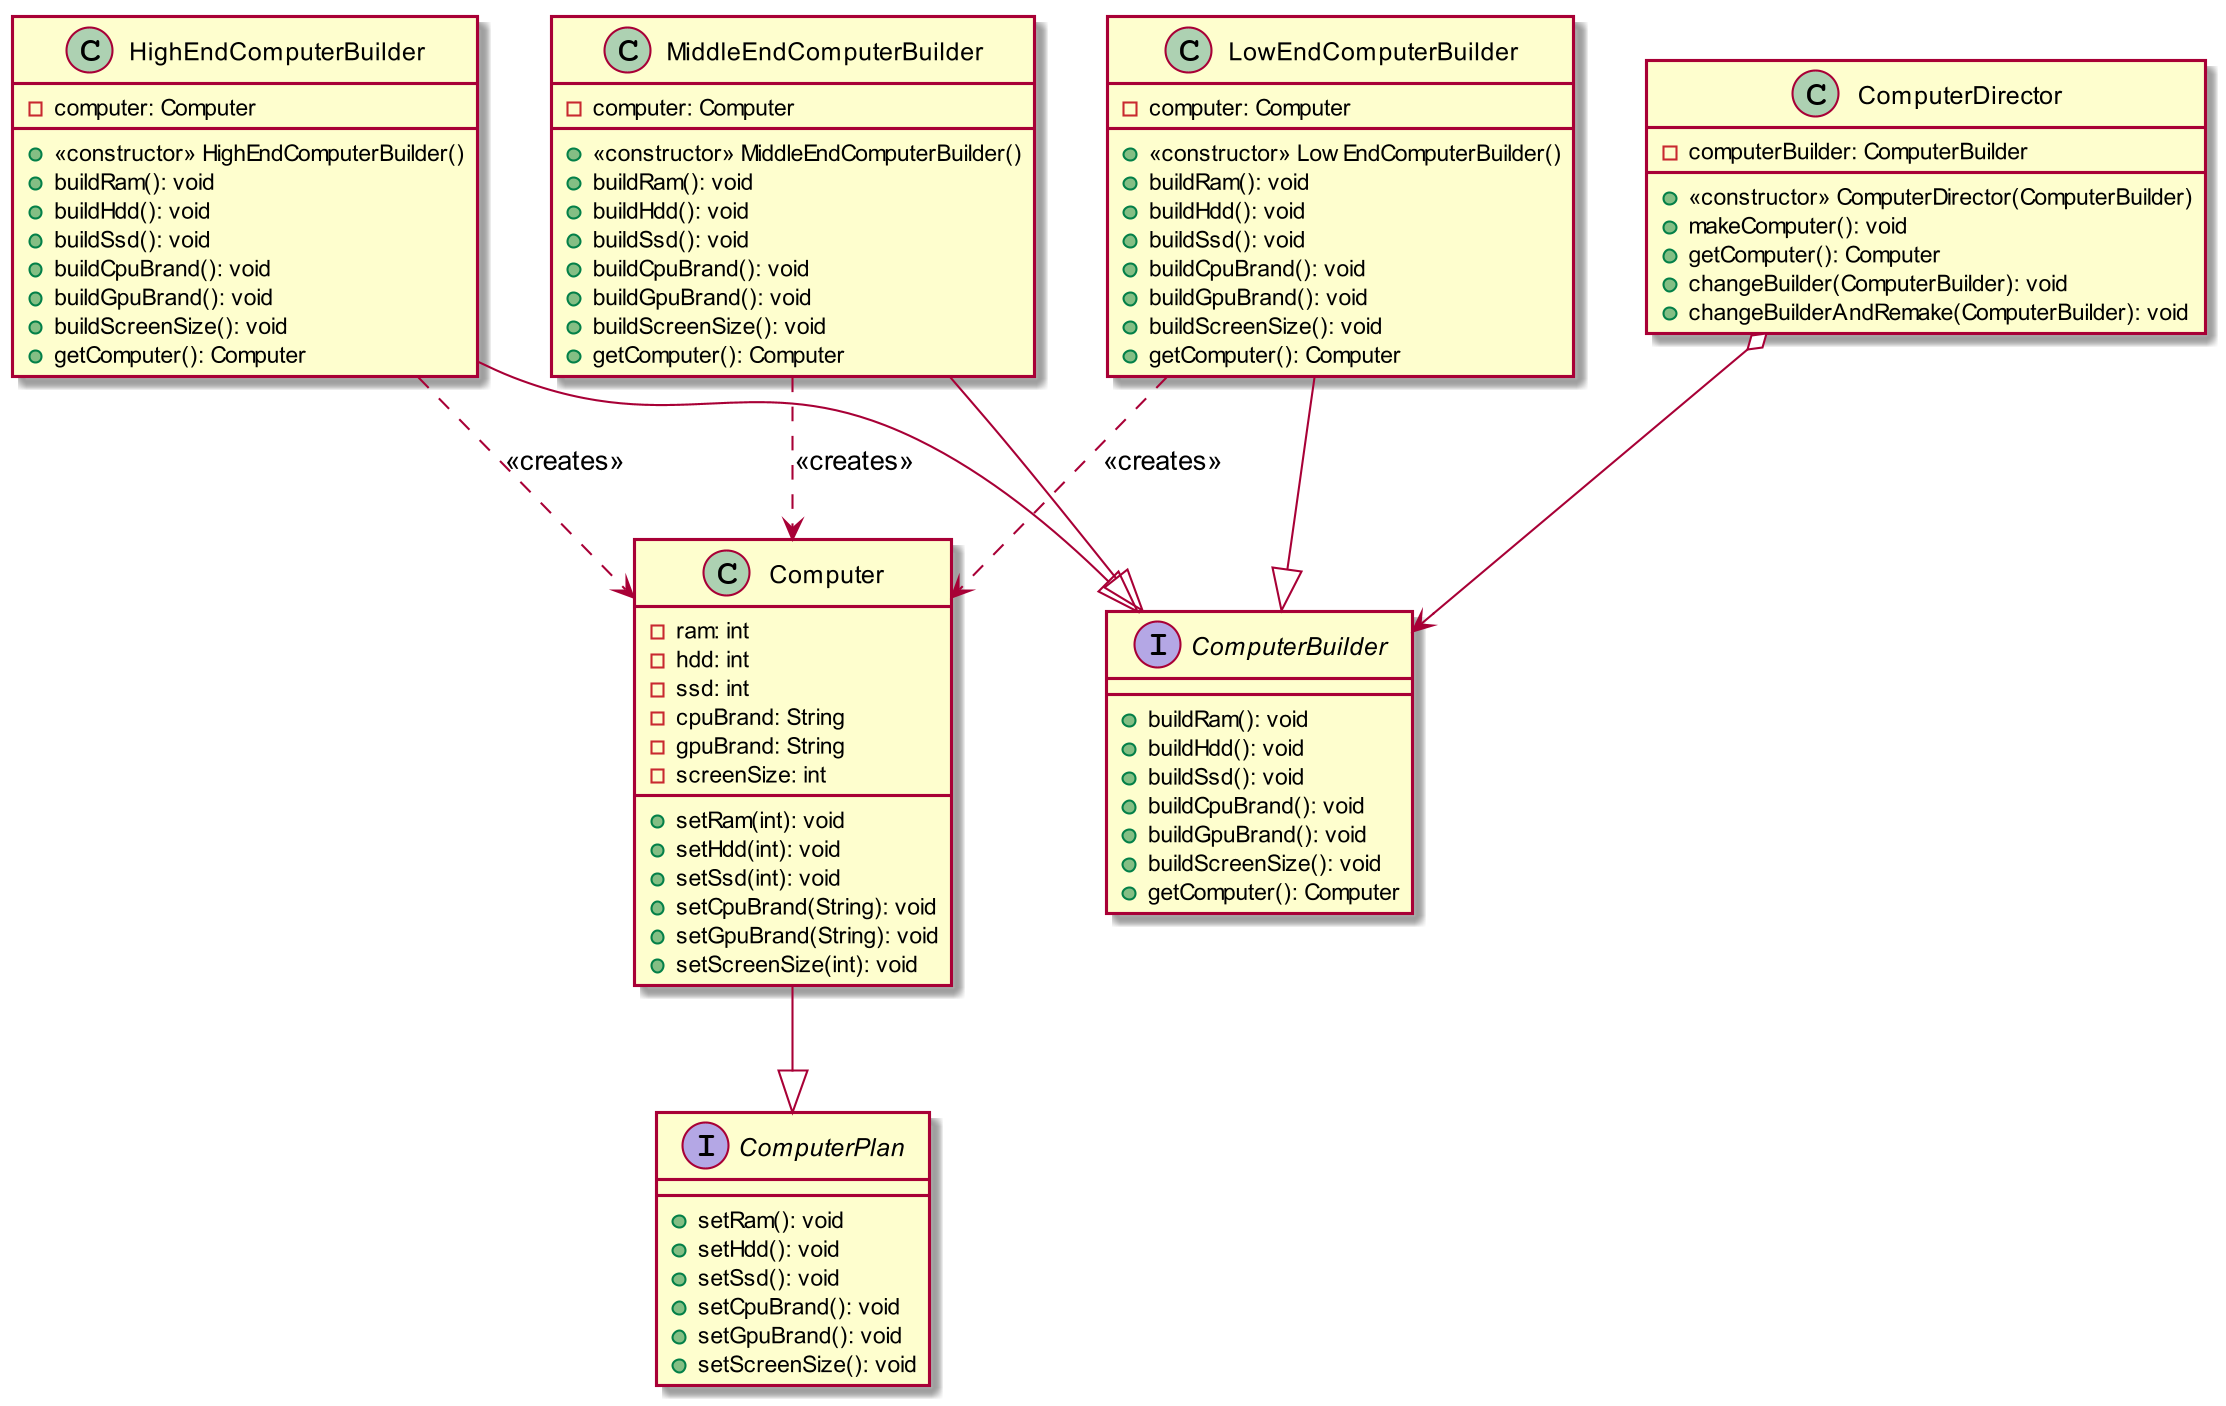 C HighEndComputerBuilder
computer: Computer
«constructor» HighEndComputerBuilder()
buildRam(): void
buildHdd(): void
buildSsd(): void
buildCpuBrand(): void
buildGpuBrand(): void
buildScreenSize(): void
getComputer(): Computer
C MiddleEndComputerBuilder
computer: Computer
«constructor» MiddleEndComputerBuilder()
buildRam(): void
buildHdd(): void
buildSsd(): void
buildCpuBrand(): void
buildGpuBrand(): void
buildScreenSize(): void
getComputer(): Computer
C LowEndComputerBuilder
computer: Computer
«constructor» LowEndComputerBuilder()
buildRam(): void
buildHdd(): void
buildSsd(): void
buildCpuBrand(): void
buildGpuBrand(): void
buildScreenSize(): void
getComputer(): Computer
C ComputerDirector
computerBuilder: ComputerBuilder
«constructor» ComputerDirector(ComputerBuilder)
makeComputer(): void
getComputer(): Computer
changeBuilder(ComputerBuilder): void
changeBuilderAndRemake(ComputerBuilder): void
«creates»
«creates»
«creates»
C Computer
ram: int
hdd: int
ssd: int
cpuBrand: String
gpuBrand: String
screenSize: int
setRam(int): void
setHdd(int): void
setSsd(int): void
setCpuBrand(String): void
setGpuBrand(String): void
setScreenSize(int): void
I ComputerBuilder
buildRam(): void
buildHdd(): void
buildSsd(): void
buildCpuBrand(): void
buildGpuBrand(): void
buildScreenSize(): void
getComputer(): Computer
I ComputerPlan
setRam(): void
setHdd(): void
setSsd(): void
setCpuBrand(): void
setGpuBrand(): void
setScreenSize(): void